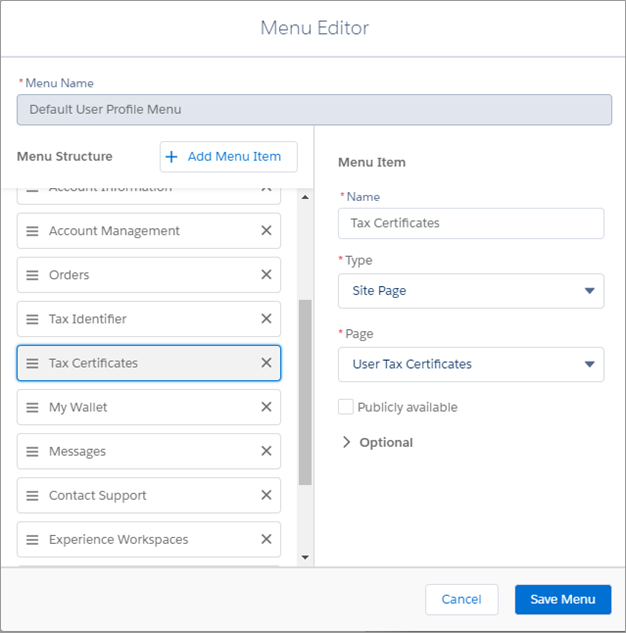 Menu Editor
* Menu Name
Default User Profile Menu
Menu Structure
+ Add Menu Item
Account Information
Account Management
Orders
Tax Identifier
Tax Certificates
My Wallet
Messages
Contact Support
Experience Workspaces
Menu Item
* Name
Tax Certificates
* Type
Site Page
* Page
User Tax Certificates
Publicly available
Optional
Cancel
Save Menu